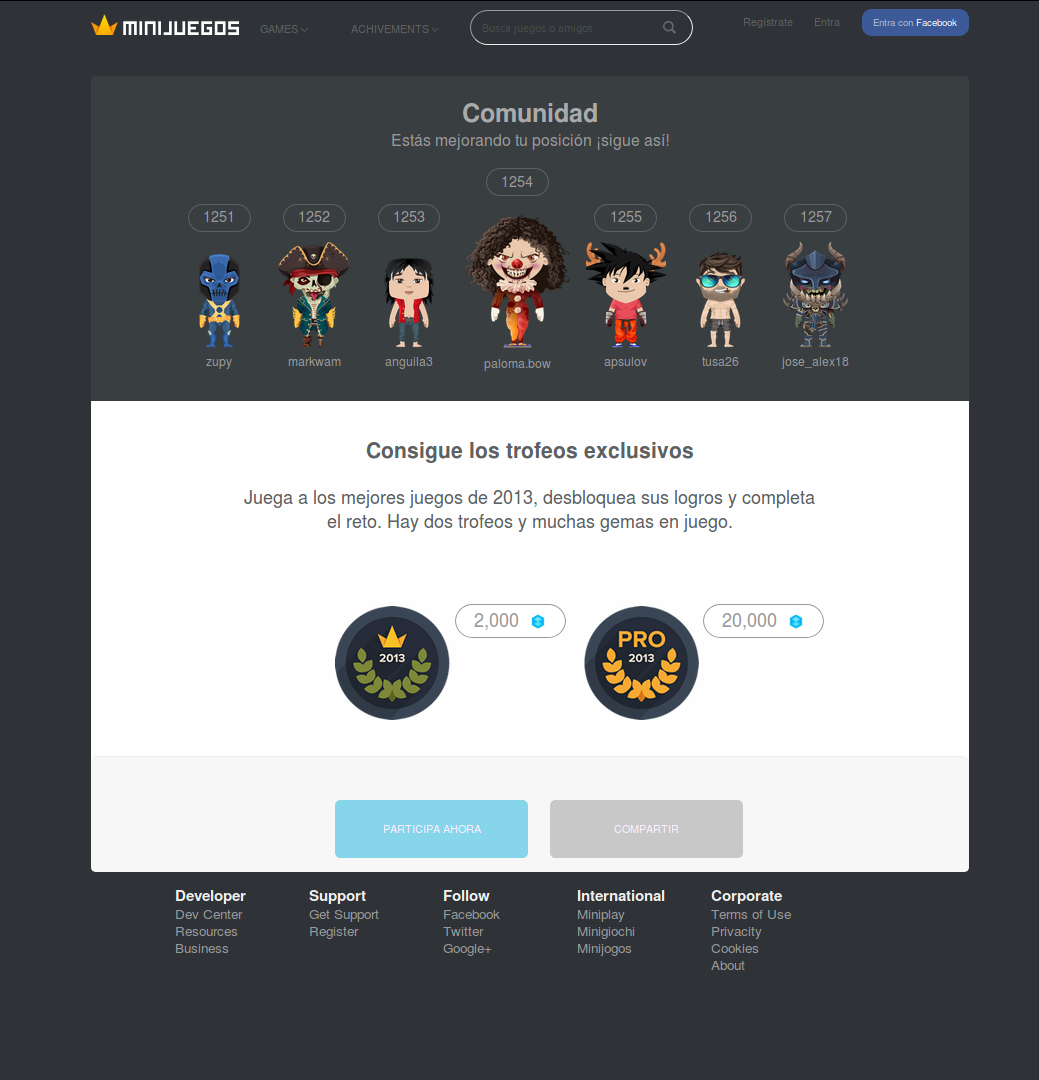 MINIJUEGOS
GAMES
ACHIVEMENTS
Busca juegos o amigos
Registrate
Entra
Entra con Facebook
Comunidad
Estás mejorando tu posición ¡sigue así!
1254
1251
1252
1253
1255
1256
1257
zupy
markwam
anguila3
paloma.bow
apsulov
tusa26
jose_alex18
Consigue los trofeos exclusivos
Juega a los mejores juegos de 2013, desbloquea sus logros y completa
el reto. Hay dos trofeos y muchas gemas en juego.
2013
2,000
PRO
2013
20,000
PARTICIPA AHORA
COMPARTIR
Developer
Dev Center
Resources
Business
Support
Get Support
Register
Follow
Facebook
Twitter
Google+
International
Miniplay
Minigiochi
Minijogos
Corporate
Terms of Use
Privacity
Cookies
About